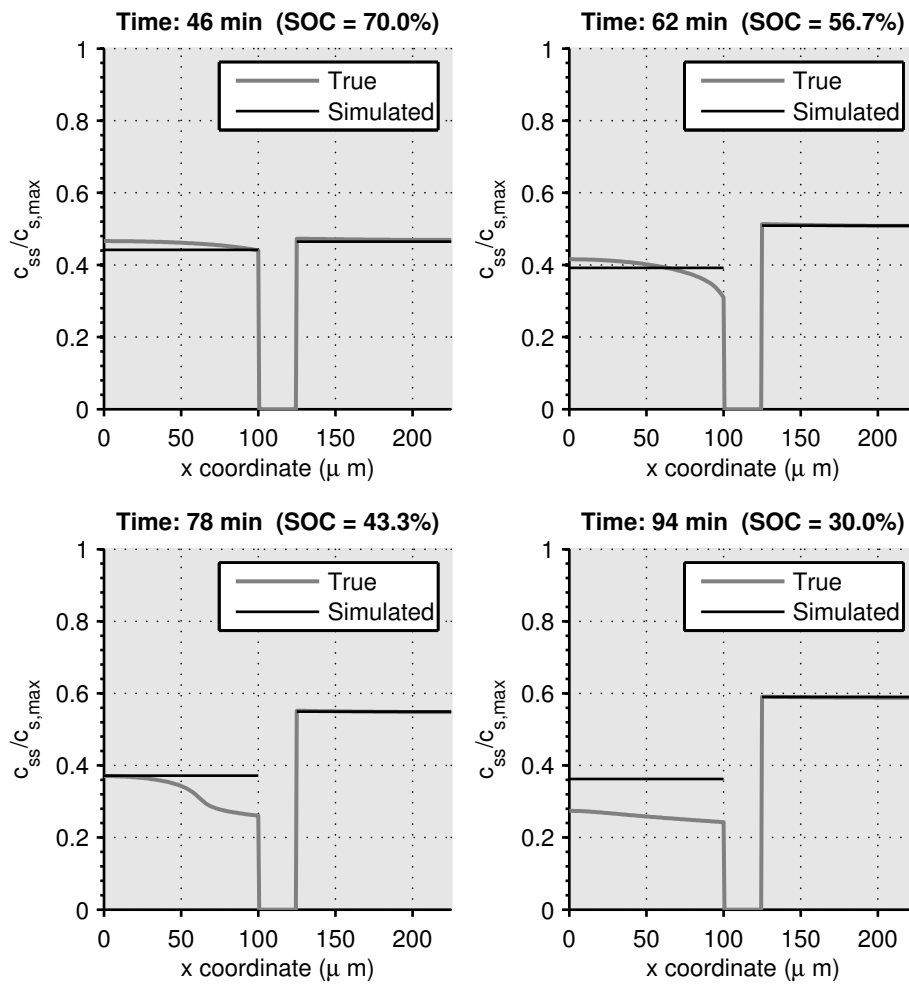 Time: 46 min (SOC = 70.0%)
1
0.8
0.6
0.4
0.2
0
c_ss/c_s,max
True
Simulated
0 50 100 150 200
x coordinate (μ m)
Time: 62 min (SOC = 56.7%)
1
0.8
0.6
0.4
0.2
0
c_ss/c_s,max
True
Simulated
0 50 100 150 200
x coordinate (μ m)
Time: 78 min (SOC = 43.3%)
1
0.8
0.6
0.4
0.2
0
c_ss/c_s,max
True
Simulated
0 50 100 150 200
x coordinate (μ m)
Time: 94 min (SOC = 30.0%)
1
0.8
0.6
0.4
0.2
0
c_ss/c_s,max
True
Simulated
0 50 100 150 200
x coordinate (μ m)